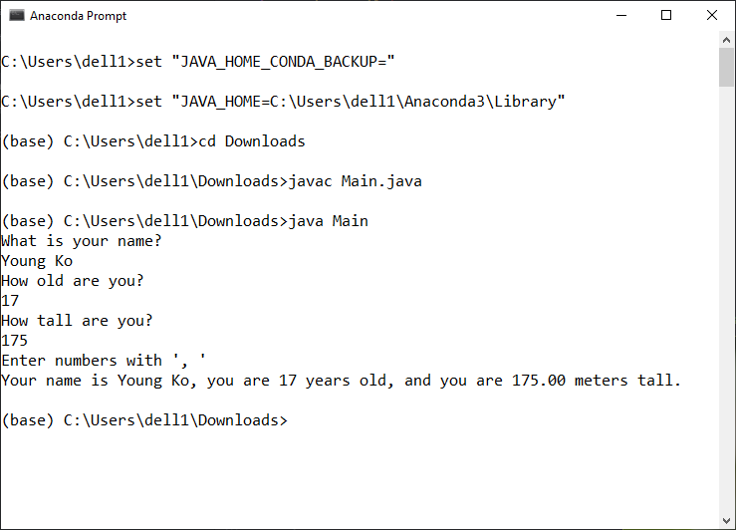 Anaconda Prompt
C:\Users\dell1>set "JAVA_HOME_CONDA_BACKUP="
C:\Users\dell1>set "JAVA_HOME=C:\Users\dell1\Anaconda3\Library"
(base) C:\Users\dell1>cd Downloads
(base) C:\Users\dell1\Downloads>javac Main.java
(base) C:\Users\dell1\Downloads>java Main
What is your name?
Young Ko
How old are you?
17
How tall are you?
175
Enter numbers with ', '
Your name is Young Ko, you are 17 years old, and you are 175.00 meters tall.
(base) C:\Users\dell1\Downloads>